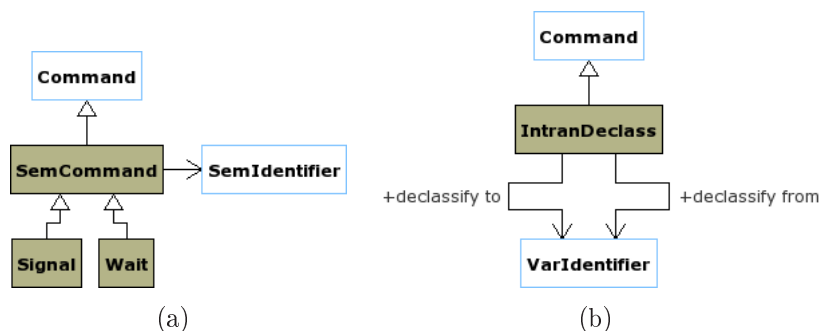 Command
SemCommand
SemIdentifier
Signal
Wait
(a)
Command
IntranDeclass
+declassify to
+declassify from
VarIdentifier
(b)